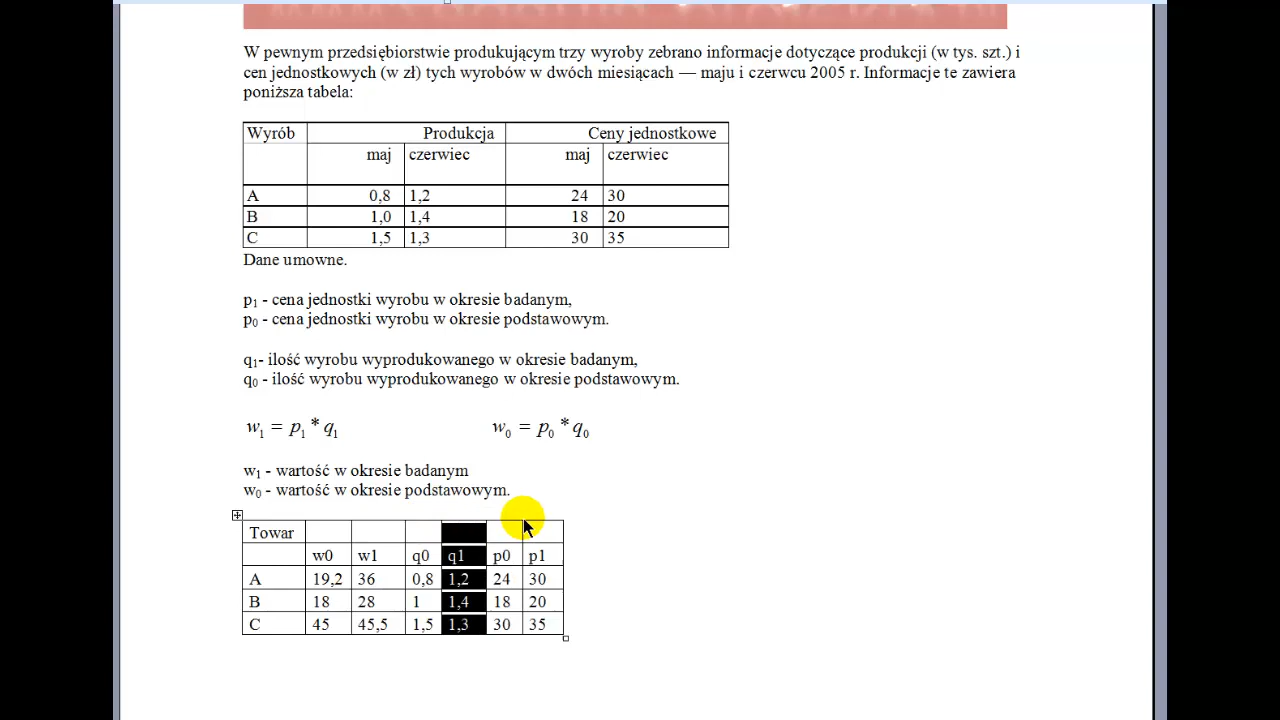 W pewnym przedsiębiorstwie produkującym trzy wyroby zebrano informacje dotyczące produkcji (w tys. szt.) i
cen jednostkowych (w zł) tych wyrobów w dwóch miesiącach — maju i czerwcu 2005 r. Informacje te zawiera
poniższa tabela:
Wyrób Produkcja Ceny jednostkowe
maj czerwiec maj czerwiec
A 0,8 1,2 24 30
B 1,0 1,4 18 20
C 1,5 1,3 30 35
Dane umowne.
p1 - cena jednostki wyrobu w okresie badanym,
p0 - cena jednostki wyrobu w okresie podstawowym.
q1- ilość wyrobu wyprodukowanego w okresie badanym,
q0 - ilość wyrobu wyprodukowanego w okresie podstawowym.
w1 = p1 * q1 w0 = p0 * q0
w1 - wartość w okresie badanym
w0 - wartość w okresie podstawowym.
Towar
w0 w1 q0 q1 p0 p1
A 19,2 36 0,8 1,2 24 30
B 18 28 1 1,4 18 20
C 45 45,5 1,5 1,3 30 35